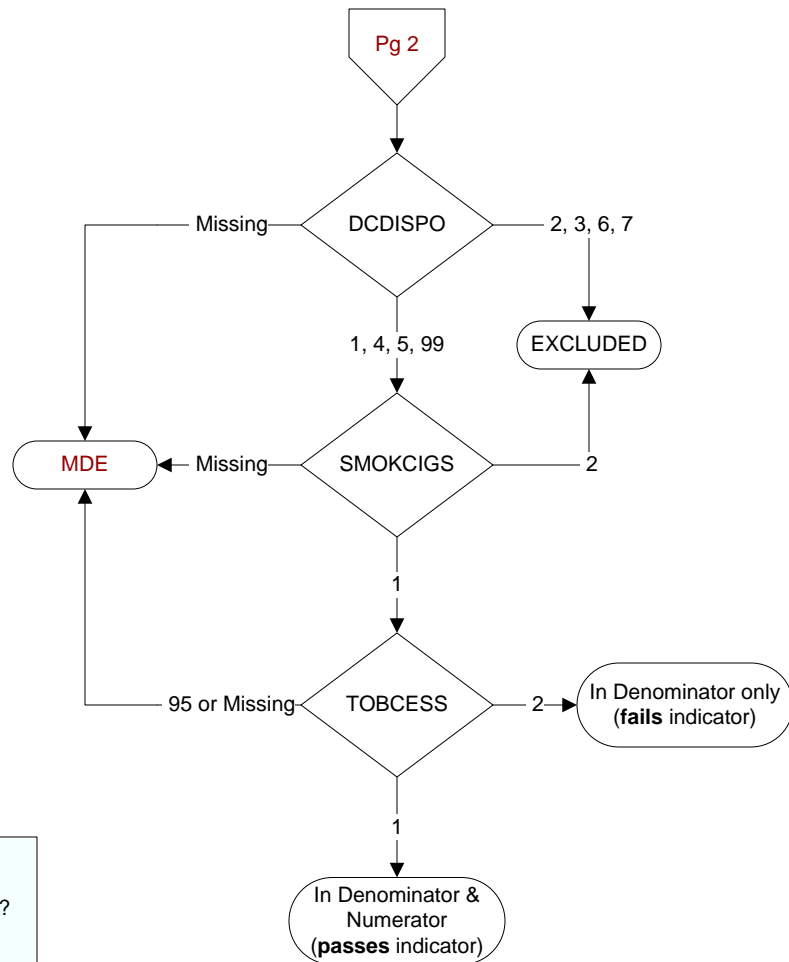 Pg 2
Missing
DCDISPO
2, 3, 6, 7
1, 4, 5, 99
EXCLUDED
MDE
Missing
SMOKCIGS
2
1
95 or Missing
TOBCESS
2
In Denominator only
(fails indicator)
1
?
In Denominator &
Numerator
(passes indicator)